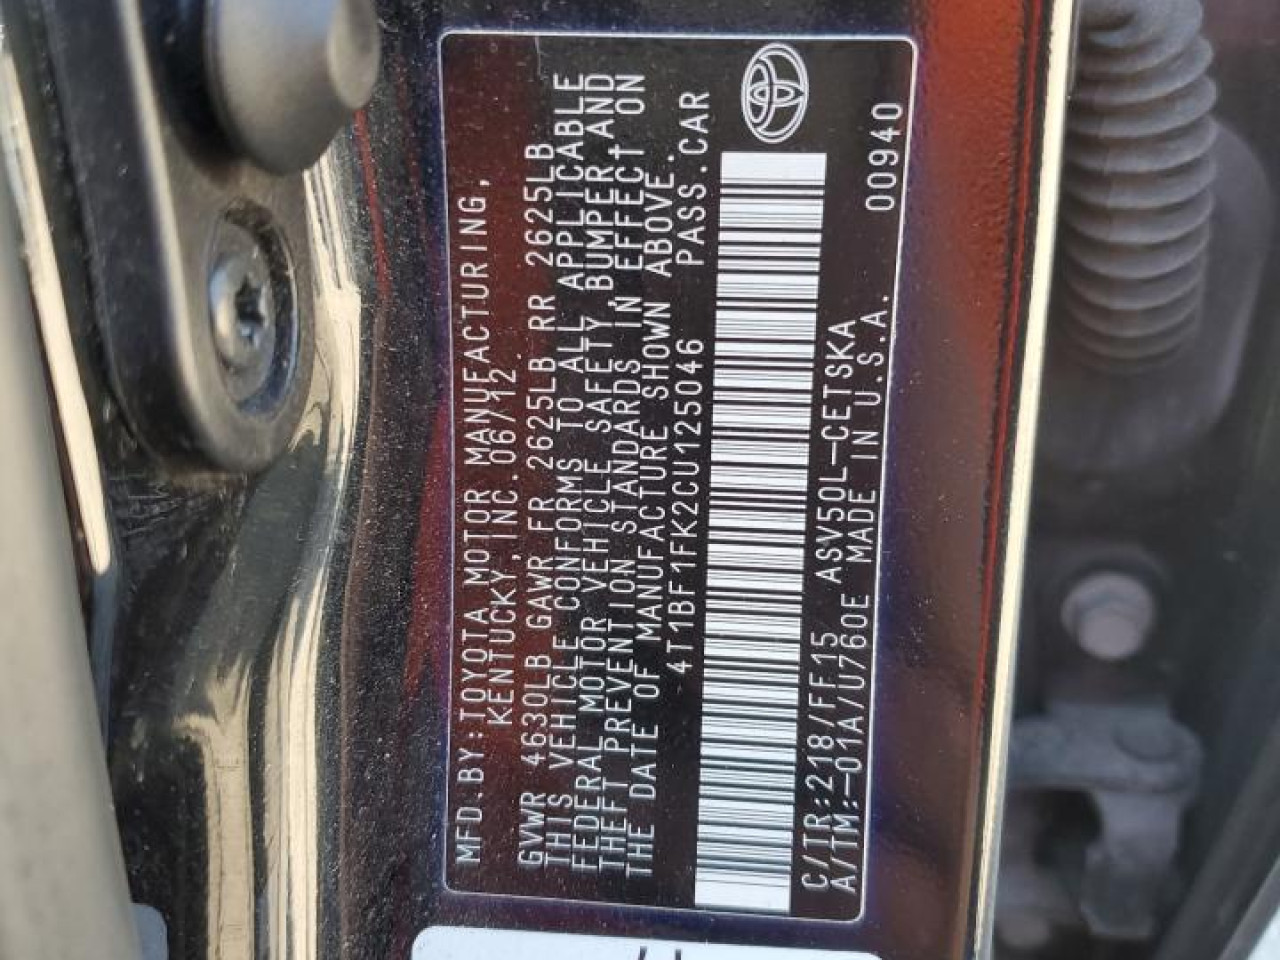 MFD.BY:TOYOTA MOTOR MANUFACTURING,
KENTUCKY,INC.06/12.
GVWR 4630LB GAWR FR 2625LB RR 2625LB
THIS VEHICLE CONFORMS TO ALL APPLICABLE
FEDERAL MOTOR VEHICLE SAFETY,BUMPER,AND
THEFT PREVENTION STANDARDS IN EFFECT ON
THE DATE OF MANUFACTURE SHOWN ABOVE.
4T1BF1FK2CU125046 PASS.CAR
C/TR:218/FF15 ASV50L-CETSKA
A/TM:-01A/U760E MADE IN U.S.A.
00940